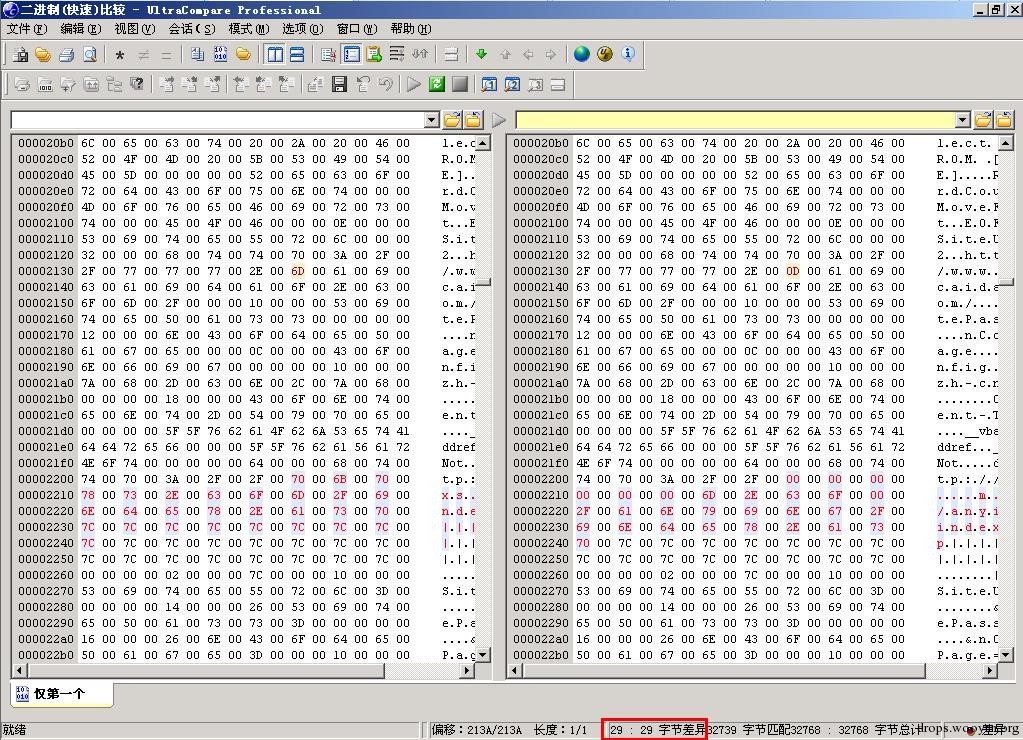 二进制(快速)比较 - UltraCompare Professional
文件(F) 编辑(E) 视图(V) 会话(S) 模式(M) 选项(O) 窗口(W) 帮助(H)
000020b0 6C 00 65 00 63 00 74 00 20 00 2A 00 20 00 46 00 l.e.c
000020c0 52 00 4F 00 4D 00 20 00 5B 00 53 00 49 00 54 00 R.O.M
000020d0 45 00 5D 00 00 00 00 00 52 00 65 00 63 00 6F 00 E.]..
000020e0 72 00 64 00 43 00 6F 00 75 00 6E 00 74 00 00 00 r.d.C
000020f0 4D 00 6F 00 76 00 65 00 46 00 69 00 72 00 73 00 M.o.v
00002100 74 00 00 00 45 00 4F 00 46 00 00 00 0E 00 00 00 t...E
00002110 53 00 69 00 74 00 65 00 55 00 72 00 6C 00 00 00 S.i.t
00002120 32 00 00 00 68 00 74 00 74 00 70 00 3A 00 2F 00 2...h
00002130 2F 00 77 00 77 00 77 00 2E 00 6D 00 61 00 69 00 /.w.w
00002140 63 00 61 00 69 00 64 00 61 00 6F 00 2E 00 63 00 c.a.i
00002150 6F 00 6D 00 2F 00 00 00 10 00 00 00 53 00 69 00 o.m./
00002160 74 00 65 00 50 00 61 00 73 00 73 00 00 00 00 00 t.e.P
00002170 12 00 00 00 6E 00 43 00 6F 00 64 00 65 00 50 00 ....n
00002180 61 00 67 00 65 00 00 00 0C 00 00 00 43 00 6F 00 a.g.e
00002190 6E 00 66 00 69 00 67 00 00 00 00 00 10 00 00 00 n.f.i
000021a0 7A 00 68 00 2D 00 63 00 6E 00 2C 00 7A 00 68 00 z.h.-
000021b0 00 00 00 00 18 00 00 00 43 00 6F 00 6E 00 74 00 .....
000021c0 65 00 6E 00 74 00 2D 00 54 00 79 00 70 00 65 00 e.n.t
000021d0 00 00 00 00 5F 5F 76 62 61 4F 62 6A 53 65 74 41 ...._
000021e0 64 64 72 65 66 00 00 00 5F 5F 76 62 61 56 61 72 ddref
000021f0 4E 6F 74 00 00 00 00 00 64 00 00 00 68 00 74 00 Not..
00002200 74 00 70 00 3A 00 2F 00 2F 00 70 00 6B 00 70 00 t.p.:
00002210 78 00 73 00 2E 00 63 00 6F 00 6D 00 2F 00 69 00 x.s..
00002220 6E 00 64 00 65 00 78 00 2E 00 61 00 73 00 70 00 n.d.e
00002230 7C 00 7C 00 7C 00 7C 00 7C 00 7C 00 7C 00 7C 00 |.|.|
00002240 7C 00 7C 00 7C 00 7C 00 7C 00 7C 00 7C 00 7C 00 |.|.|
00002250 7C 00 7C 00 7C 00 7C 00 7C 00 7C 00 7C 00 7C 00 |.|.|
00002260 00 00 00 00 02 00 00 00 7C 00 00 00 10 00 00 00 .....
00002270 53 00 69 00 74 00 65 00 55 00 72 00 6C 00 3D 00 S.i.t
00002280 00 00 00 00 14 00 00 00 26 00 53 00 69 00 74 00 .....
00002290 65 00 50 00 61 00 73 00 73 00 3D 00 00 00 00 00 e.P.a
000022a0 16 00 00 00 26 00 6E 00 43 00 6F 00 64 00 65 00 ....&
000022b0 50 00 61 00 67 00 65 00 3D 00 00 00 10 00 00 00 P.a.g
000020b0 6C 00 65 00 63 00 74 00 20 00 2A 00 20 00 46 00 l.e.c.t.
000020c0 52 00 4F 00 4D 00 20 00 5B 00 53 00 49 00 54 00 R.O.M. .[
000020d0 45 00 5D 00 00 00 00 00 52 00 65 00 63 00 6F 00 E.].....R
000020e0 72 00 64 00 43 00 6F 00 75 00 6E 00 74 00 00 00 r.d.C.o.u
000020f0 4D 00 6F 00 76 00 65 00 46 00 69 00 72 00 73 00 M.o.v.e.F
00002100 74 00 00 00 45 00 4F 00 46 00 00 00 0E 00 00 00 t...E.O.F
00002110 53 00 69 00 74 00 65 00 55 00 72 00 6C 00 00 00 S.i.t.e.U
00002120 32 00 00 00 68 00 74 00 74 00 70 00 3A 00 2F 00 2...h.t.t
00002130 2F 00 77 00 77 00 77 00 2E 00 0D 00 61 00 69 00 /.w.w.w..
00002140 63 00 61 00 69 00 64 00 61 00 6F 00 2E 00 63 00 c.a.i.d.a
00002150 6F 00 6D 00 2F 00 00 00 10 00 00 00 53 00 69 00 o.m./....
00002160 74 00 65 00 50 00 61 00 73 00 73 00 00 00 00 00 t.e.P.a.s
00002170 12 00 00 00 6E 00 43 00 6F 00 64 00 65 00 50 00 ....n.C.o
00002180 61 00 67 00 65 00 00 00 0C 00 00 00 43 00 6F 00 a.g.e....
00002190 6E 00 66 00 69 00 67 00 00 00 00 00 10 00 00 00 n.f.i.g..
000021a0 7A 00 68 00 2D 00 63 00 6E 00 2C 00 7A 00 68 00 z.h.-.c.n
000021b0 00 00 00 00 18 00 00 00 43 00 6F 00 6E 00 74 00 ........C
000021c0 65 00 6E 00 74 00 2D 00 54 00 79 00 70 00 65 00 e.n.t.-.T
000021d0 00 00 00 00 5F 5F 76 62 61 4F 62 6A 53 65 74 41 ....__vba
000021e0 64 64 72 65 66 00 00 00 5F 5F 76 62 61 56 61 72 ddref..._
000021f0 4E 6F 74 00 00 00 00 00 64 00 00 00 68 00 74 00 Not.....d
00002200 74 00 70 00 3A 00 2F 00 2F 00 00 00 00 00 00 00 t.p.:././
00002210 00 00 00 00 00 00 6D 00 2E 00 63 00 6F 00 00 00 ......m..
00002220 2F 00 61 00 6E 00 79 00 69 00 6E 00 67 00 2F 00 /.a.n.y.i
00002230 69 00 6E 00 64 00 65 00 78 00 2E 00 61 00 73 00 i.n.d.e.x
00002240 70 00 7C 00 7C 00 7C 00 7C 00 7C 00 7C 00 7C 00 p.|.|.|.|
00002250 7C 00 7C 00 7C 00 7C 00 7C 00 7C 00 7C 00 7C 00 |.|.|.|.|
00002260 00 00 00 00 02 00 00 00 7C 00 00 00 10 00 00 00 ........|
00002270 53 00 69 00 74 00 65 00 55 00 72 00 6C 00 3D 00 S.i.t.e.U
00002280 00 00 00 00 14 00 00 00 26 00 53 00 69 00 74 00 ........&
00002290 65 00 50 00 61 00 73 00 73 00 3D 00 00 00 00 00 e.P.a.s.s
000022a0 16 00 00 00 26 00 6E 00 43 00 6F 00 64 00 65 00 ....&.n.C
000022b0 50 00 61 00 67 00 65 00 3D 00 00 00 10 00 00 00 P.a.g.e.=
仅第一个
就绪 偏移：213A/213A 长度：1/1 29 : 29 字节差异 32739 字节匹配 32768 : 32768 字节总计 差异
drops.wooyun.org